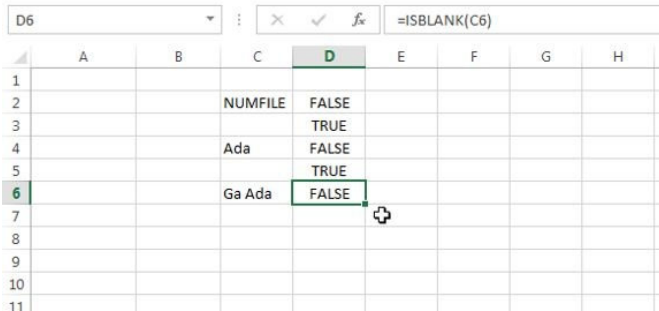 D6 fx =ISBLANK(C6)
A B C D E F G H
1
2 NUMFILE FALSE
3 TRUE
4 Ada FALSE
5 TRUE
6 Ga Ada FALSE
7
8
9
10
11